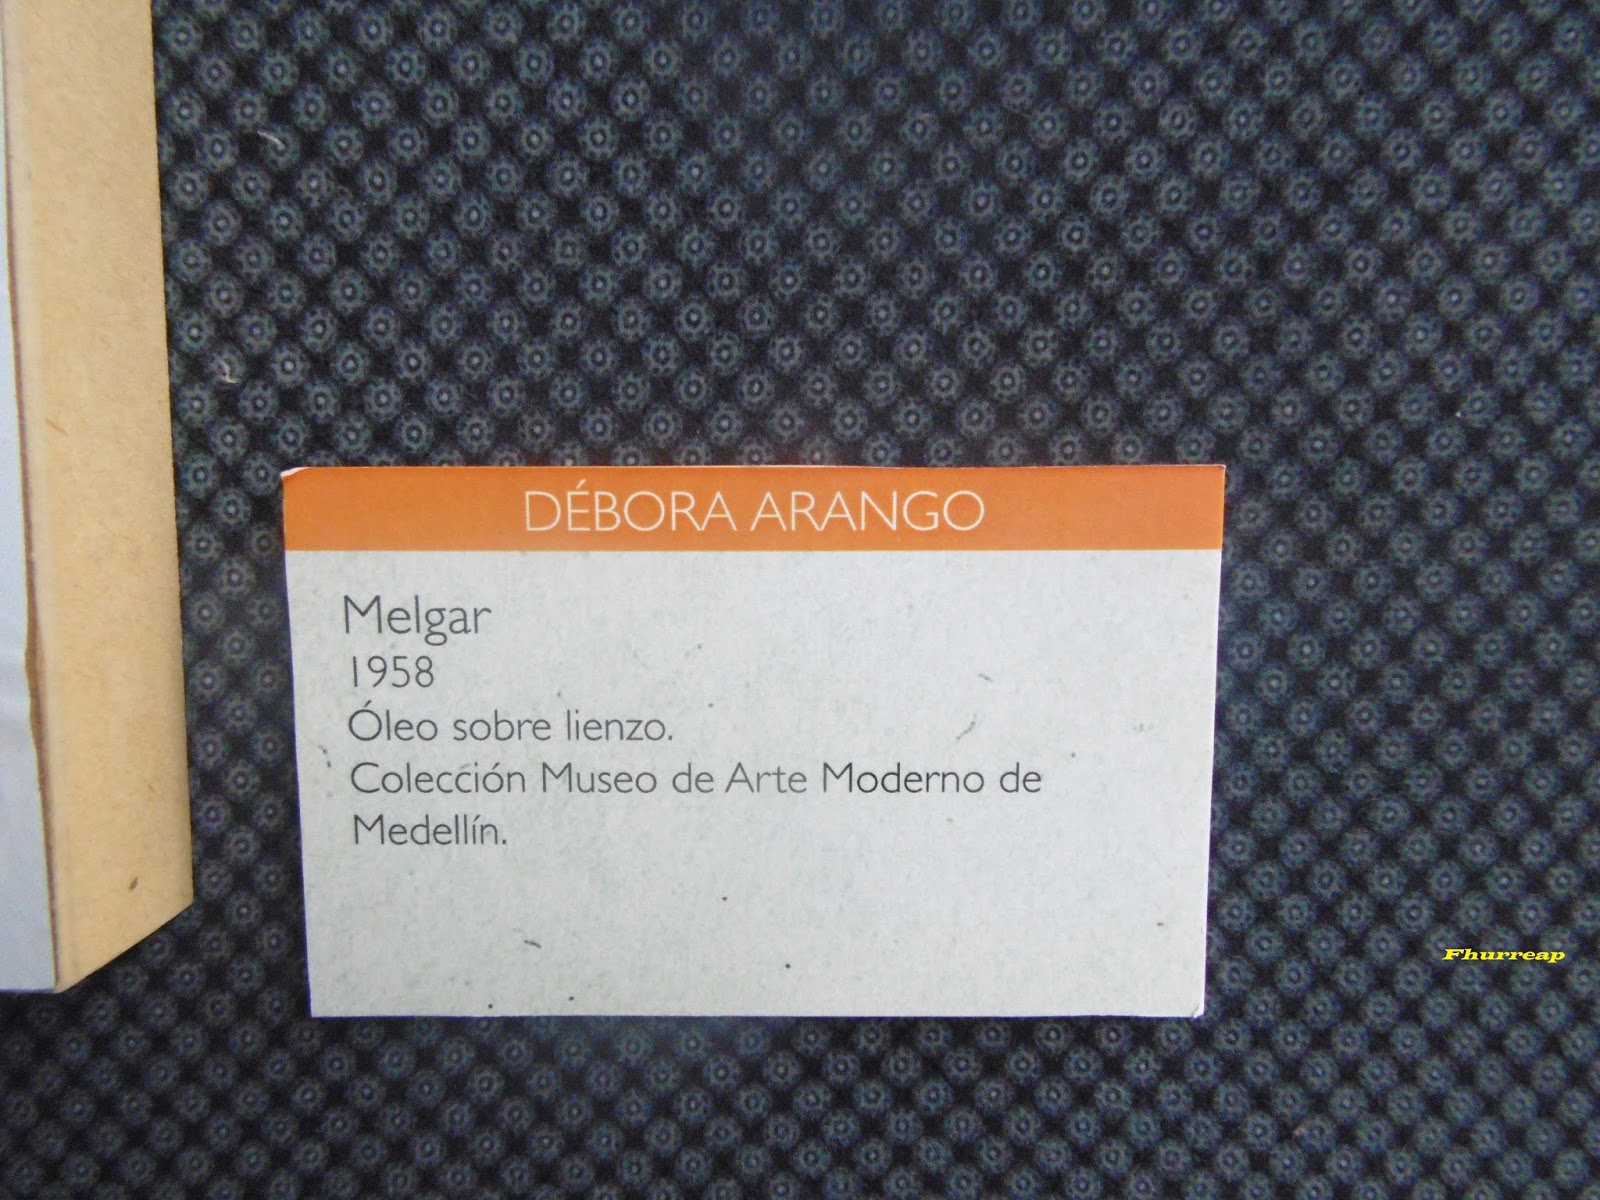 DÉBORA ARANGO
Melgar
1958
Óleo sobre lienzo.
Colección Museo de Arte Moderno de
Medellín.
Fhurreap